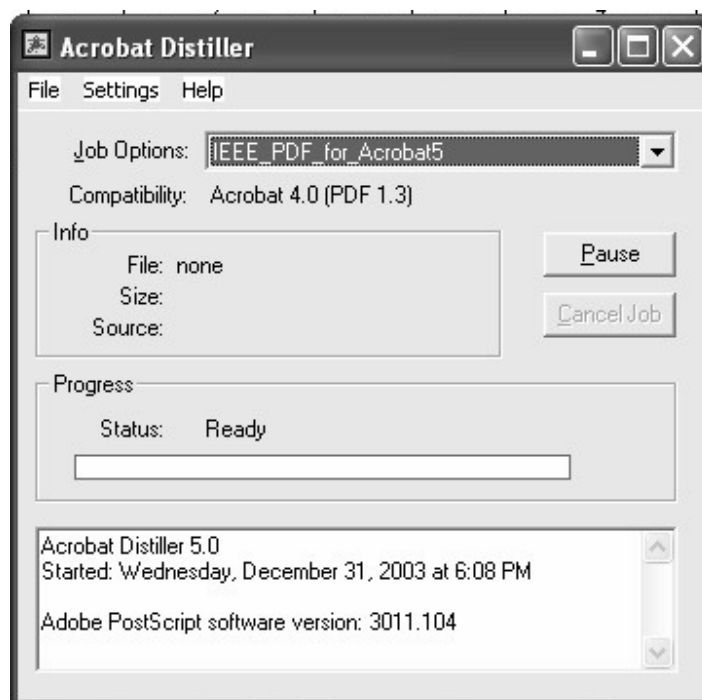 Acrobat Distiller
File Settings Help
Job Options: IEEE_PDF_for_Acrobat5
Compatibility: Acrobat 4.0 (PDF 1.3)
Info
File: none
Pause
Size:
Cancel Job
Source:
Progress
Status: Ready
Acrobat Distiller 5.0
Started: Wednesday, December 31, 2003 at 6:08 PM
Adobe PostScript software version: 3011.104